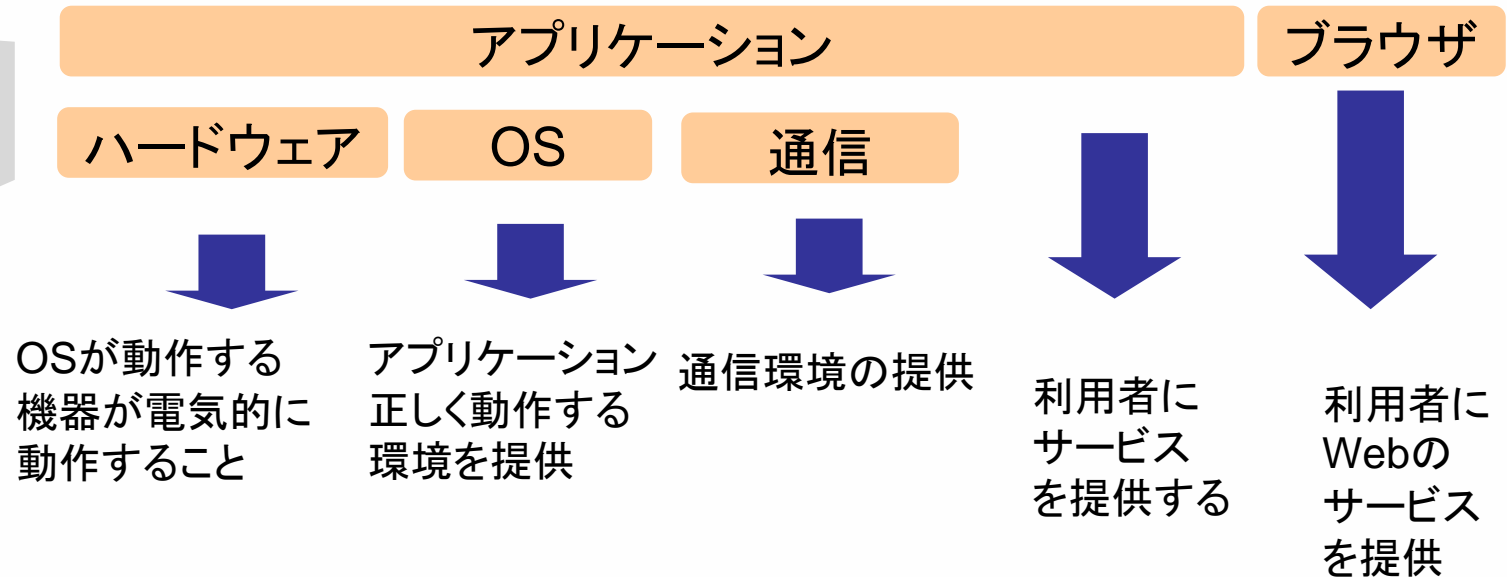 アプリケーション
ブラウザ
ハードウェア
OS
通信
OSが動作する
機器が電気的に
動作すること
アプリケーション
正しく動作する
環境を提供
通信環境の提供
利用者に
サービス
を提供する
利用者に
Webの
サービス
を提供